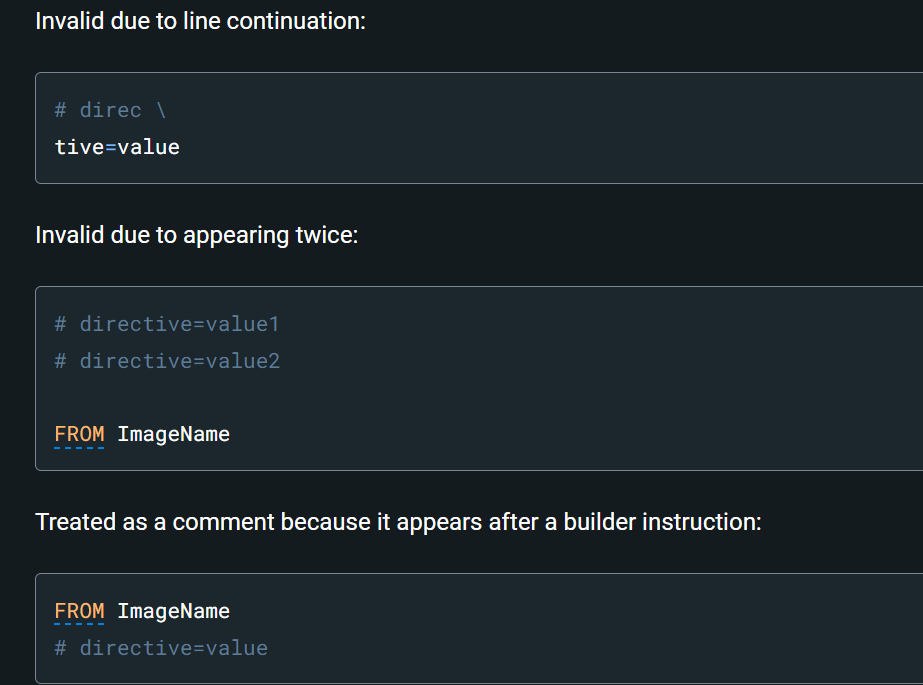 Invalid due to line continuation:
# direc \
tive=value
Invalid due to appearing twice:
# directive=value1
# directive=value2
FROM ImageName
Treated as a comment because it appears after a builder instruction:
FROM ImageName
# directive=value